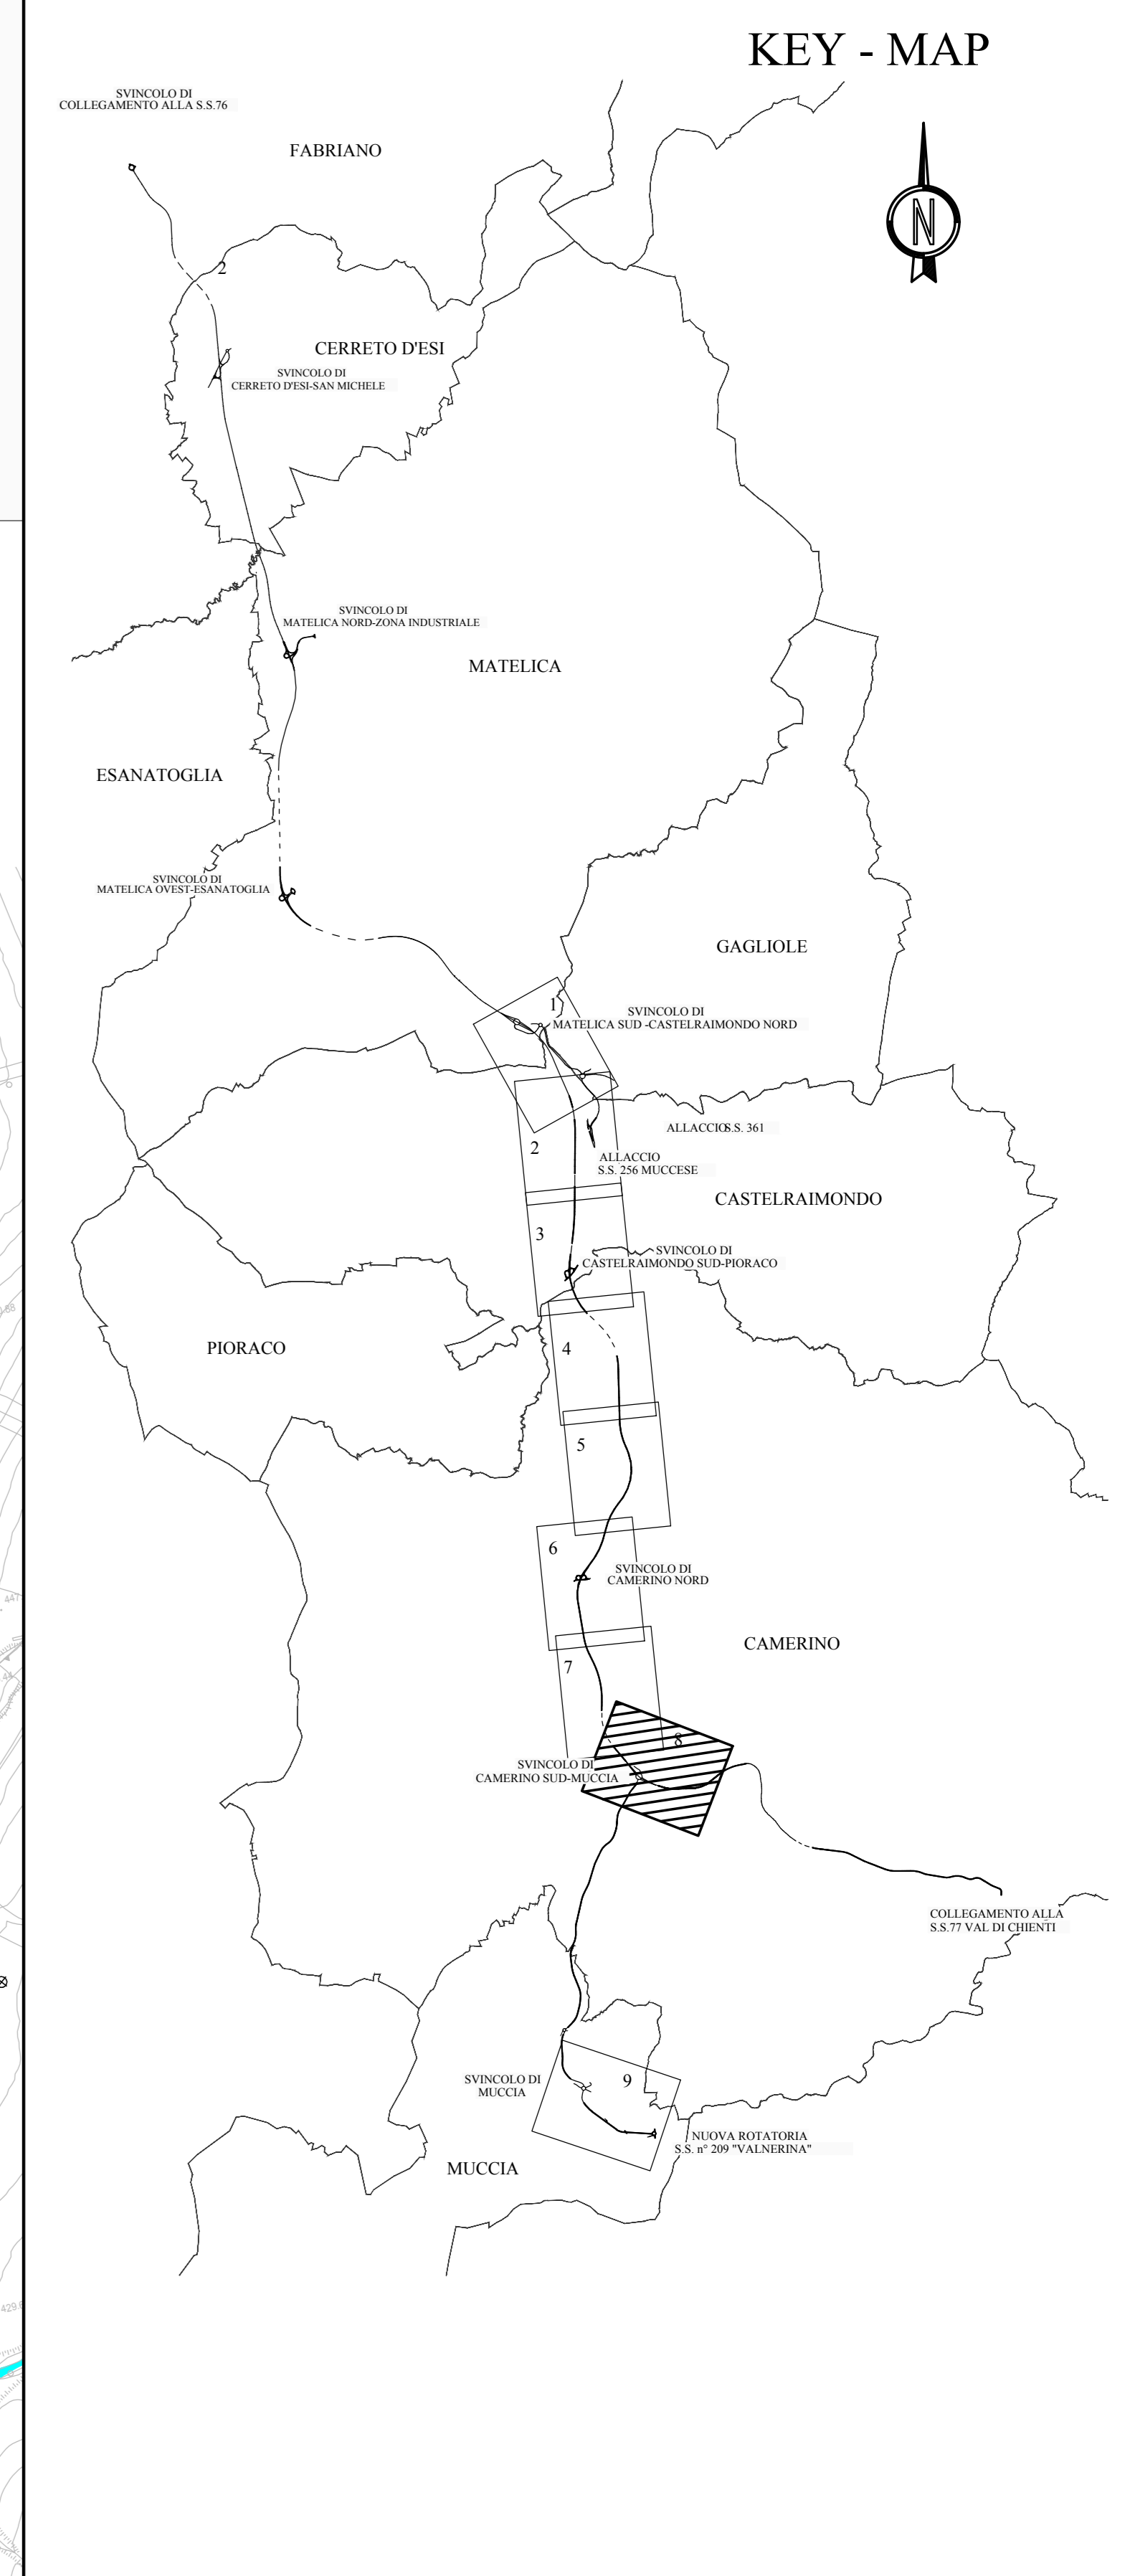 KEY - MAP
SVINCOLO DI
COLLEGAMENTO ALLA S.S.76
FABRIANO
N
2
CERRETO D'ESI
SVINCOLO DI
CERRETO D'ESI-SAN MICHELE
SVINCOLO DI
MATELICA NORD-ZONA INDUSTRIALE
MATELICA
ESANATOGLIA
SVINCOLO DI
MATELICA OVEST-ESANATOGLIA
GAGLIOLE
1
SVINCOLO DI
MATELICA SUD -CASTELRAIMONDO NORD
ALLACCIOS.S. 361
2
ALLACCIO
S.S. 256 MUCCESE
CASTELRAIMONDO
3
SVINCOLO DI
CASTELRAIMONDO SUD-PIORACO
PIORACO
4
5
6
SVINCOLO DI
CAMERINO NORD
CAMERINO
7
8
SVINCOLO DI
CAMERINO SUD-MUCCIA
COLLEGAMENTO ALLA
S.S.77 VAL DI CHIENTI
SVINCOLO DI
MUCCIA
9
NUOVA ROTATORIA
S.S. n° 209 "VALNERINA"
MUCCIA
447